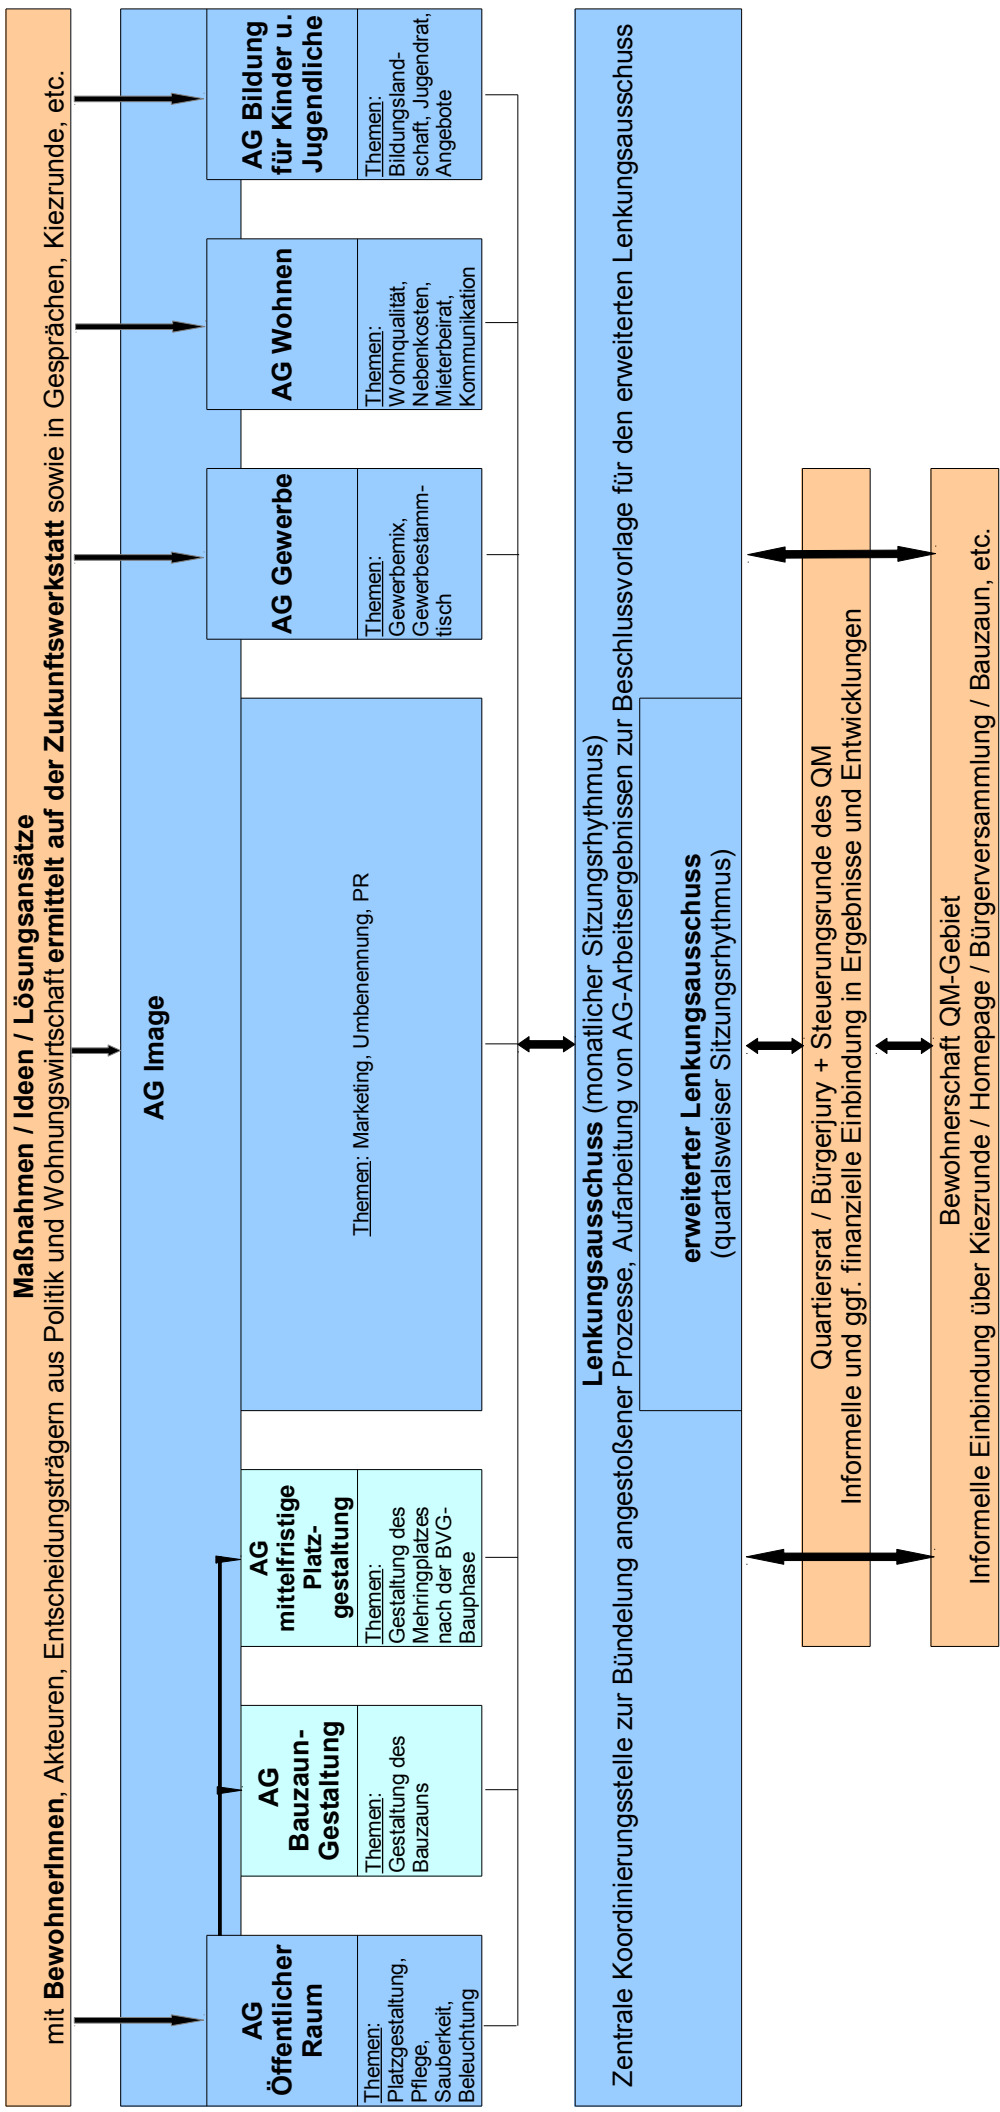 Maßnahmen / Ideen / Lösungsansätze
mit BewohnerInnen, Akteuren, Entscheidungsträgern aus Politik und Wohnungswirtschaft ermittelt auf der Zukunftswerkstatt sowie in Gesprächen, Kiezrunde, etc.
AG Image
Themen: Marketing, Umbenennung, PR
AG
Öffentlicher
Raum
Themen:
Platzgestaltung,
Pflege,
Sauberkeit,
Beleuchtung
AG
Bauzaun-
Gestaltung
Themen:
Gestaltung des
Bauzauns
AG
mittelfristige
Platz-
gestaltung
Themen:
Gestaltung des
Mehringplatzes
nach der BVG-
Bauphase
AG Gewerbe
Themen:
Gewerbemix,
Gewerbestamm-
tisch
AG Wohnen
Themen:
Wohnqualität,
Nebenkosten,
Mieterbeirat,
Kommunikation
AG Bildung
für Kinder u.
Jugendliche
Themen:
Bildungsland-
schaft, Jugendrat,
Angebote
Lenkungsausschuss (monatlicher Sitzungsrhythmus)
Zentrale Koordinierungsstelle zur Bündelung angestoßener Prozesse, Aufarbeitung von AG-Arbeitsergebnissen zur Beschlussvorlage für den erweiterten Lenkungsausschuss
erweiterter Lenkungsausschuss
(quartalsweiser Sitzungsrhythmus)
Quartiersrat / Bürgerjury + Steuerungsrunde des QM
Informelle und ggf. finanzielle Einbindung in Ergebnisse und Entwicklungen
Bewohnerschaft QM-Gebiet
Informelle Einbindung über Kiezrunde / Homepage / Bürgerversammlung / Bauzaun, etc.